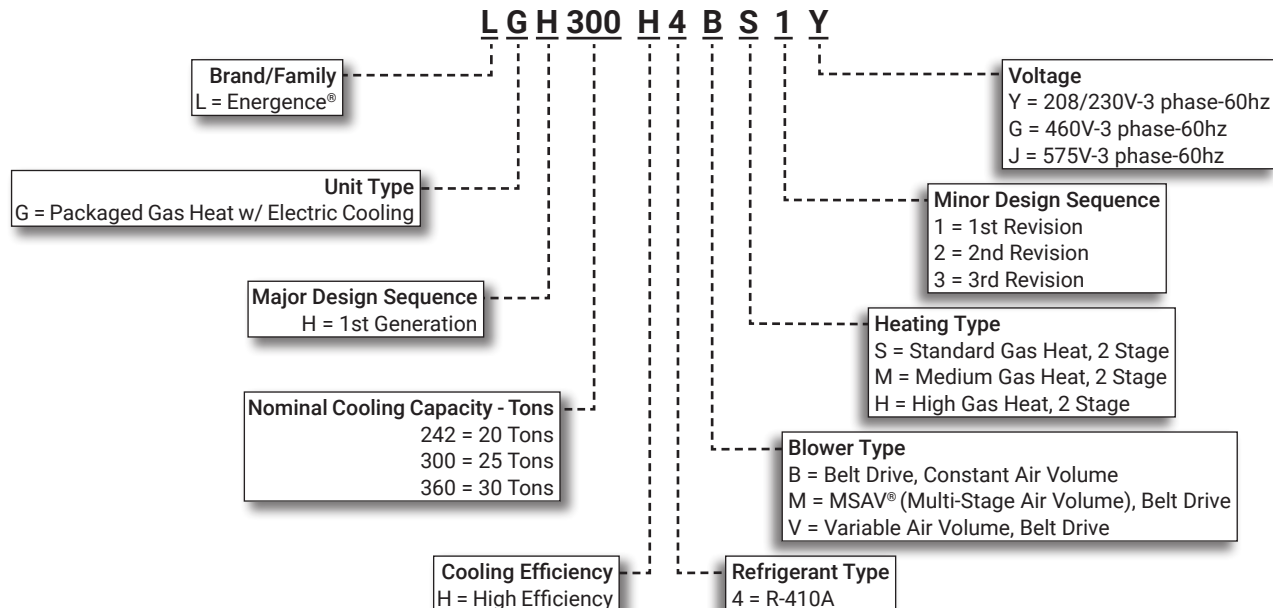 L G H 300 H 4 B S 1 Y
Brand/Family
L = Energence®
Voltage
Y = 208/230V-3 phase-60hz
G = 460V-3 phase-60hz
J = 575V-3 phase-60hz
Unit Type
G = Packaged Gas Heat w/ Electric Cooling
Minor Design Sequence
1 = 1st Revision
2 = 2nd Revision
3 = 3rd Revision
Major Design Sequence
H = 1st Generation
Heating Type
S = Standard Gas Heat, 2 Stage
M = Medium Gas Heat, 2 Stage
H = High Gas Heat, 2 Stage
Nominal Cooling Capacity - Tons
242 = 20 Tons
300 = 25 Tons
360 = 30 Tons
Blower Type
B = Belt Drive, Constant Air Volume
M = MSAV® (Multi-Stage Air Volume), Belt Drive
V = Variable Air Volume, Belt Drive
Cooling Efficiency
H = High Efficiency
Refrigerant Type
4 = R-410A